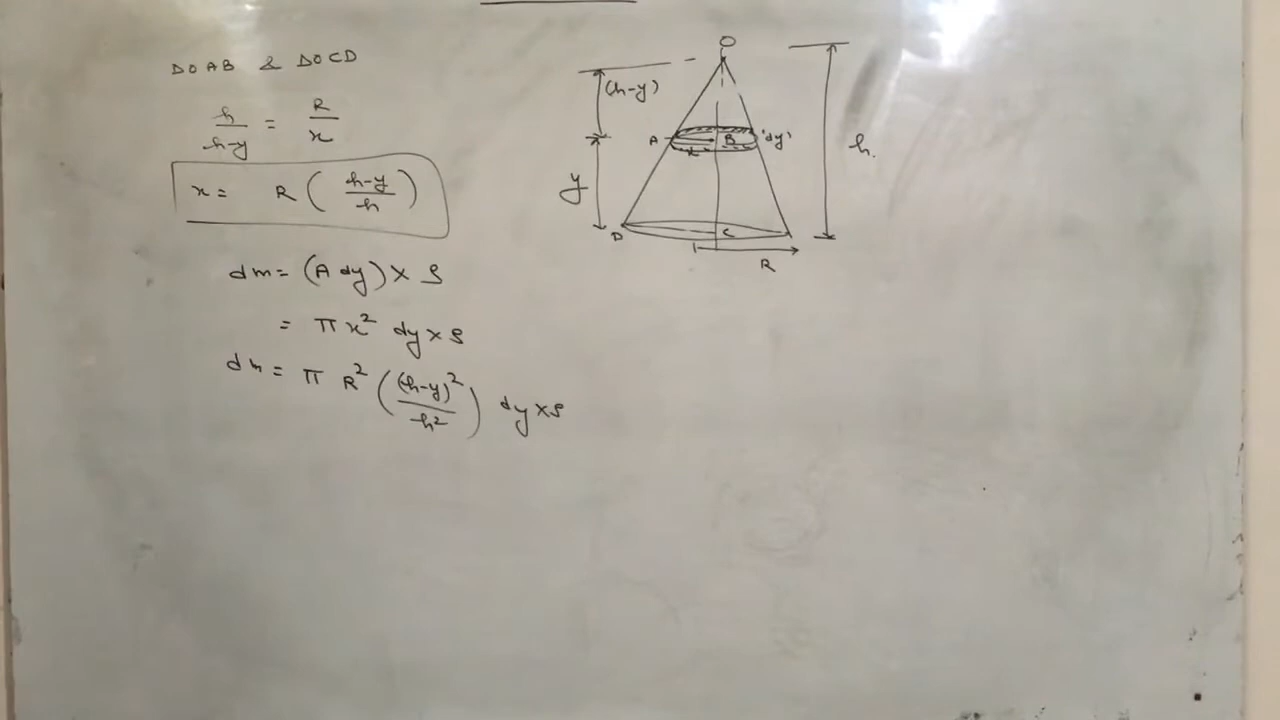 ΔOAB & ΔOCD
h/(h-y) = R/x
x = R ( (h-y)/h )
dm = (A dy) × ρ
= π x² dy × ρ
dm = π R² ( (h-y)²/h² ) dy × ρ
O
(h-y)
A
x
B
'dy'
h.
y
D
C
R